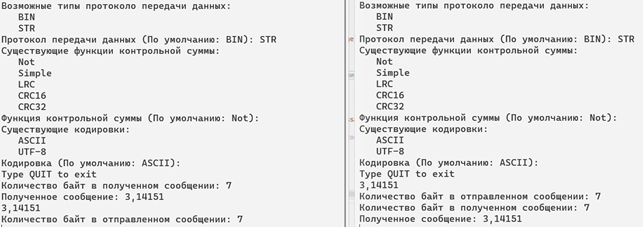 Возможные типы протоколо передачи данных:
BIN
STR
Протокол передачи данных (По умолчанию: BIN): STR
Существующие функции контрольной суммы:
Not
Simple
LRC
CRC16
CRC32
Функция контрольной суммы (По умолчанию: Not):
Существующие кодировки:
ASCII
UTF-8
Кодировка (По умолчанию: ASCII):
Type QUIT to exit
Количество байт в полученном сообщении: 7
Полученное сообщение: 3,14151
3,14151
Количество байт в отправленном сообщении: 7
Возможные типы протоколо передачи данных:
BIN
STR
Протокол передачи данных (По умолчанию: BIN): STR
Существующие функции контрольной суммы:
Not
Simple
LRC
CRC16
CRC32
Функция контрольной суммы (По умолчанию: Not):
Существующие кодировки:
ASCII
UTF-8
Кодировка (По умолчанию: ASCII):
Type QUIT to exit
3,14151
Количество байт в отправленном сообщении: 7
Количество байт в полученном сообщении: 7
Полученное сообщение: 3,14151